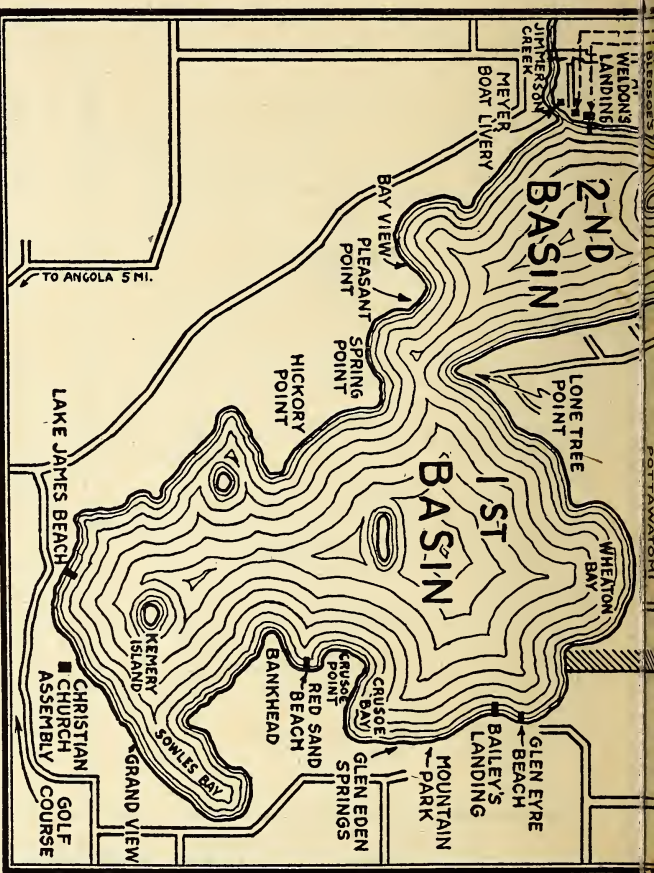 BLEDSOE'S
POTTAWATOMI
WELDON'S
LANDING
JIMMERSON
CREEK
MEYER
BOAT LIVERY
2-ND
BASIN
BAY VIEW
PLEASANT
POINT
SPRING
POINT
HICKORY
POINT
LONE TREE
POINT
1ST
BASIN
WHEATON
BAY
GLEN EYRE
BEACH
BAILEY'S
LANDING
MOUNTAIN
PARK
GLEN EDEN
SPRINGS
CRUSOE
BAY
CRUSOE
POINT
RED SAND
BEACH
BANKHEAD
SOWLES BAY
KEMERY
ISLAND
GRAND VIEW
LAKE JAMES BEACH
CHRISTIAN
CHURCH
ASSEMBLY
GOLF
COURSE
TO ANGOLA 5 MI.